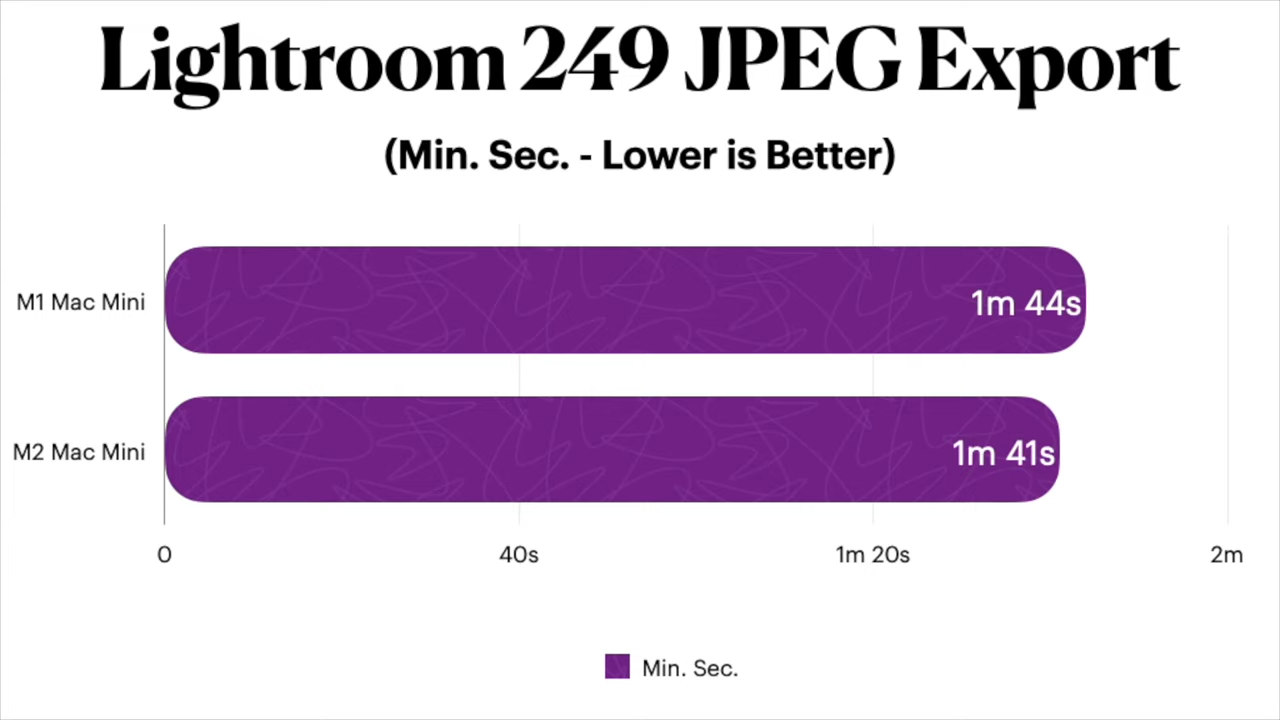 Lightroom 249 JPEG Export
(Min. Sec. - Lower is Better)
M1 Mac Mini
1m 44s
M2 Mac Mini
1m 41s
0
40s
1m 20s
2m
Min. Sec.